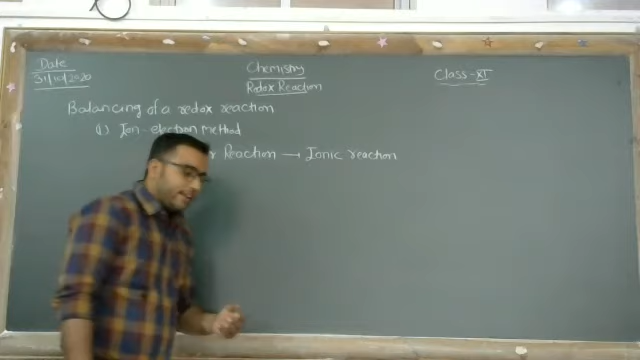 Date
31/10/2020
Chemistry
Redox Reaction
Class-XI
Balancing of a redox reaction
(1) Ion-electron Method
Reaction → Ionic reaction